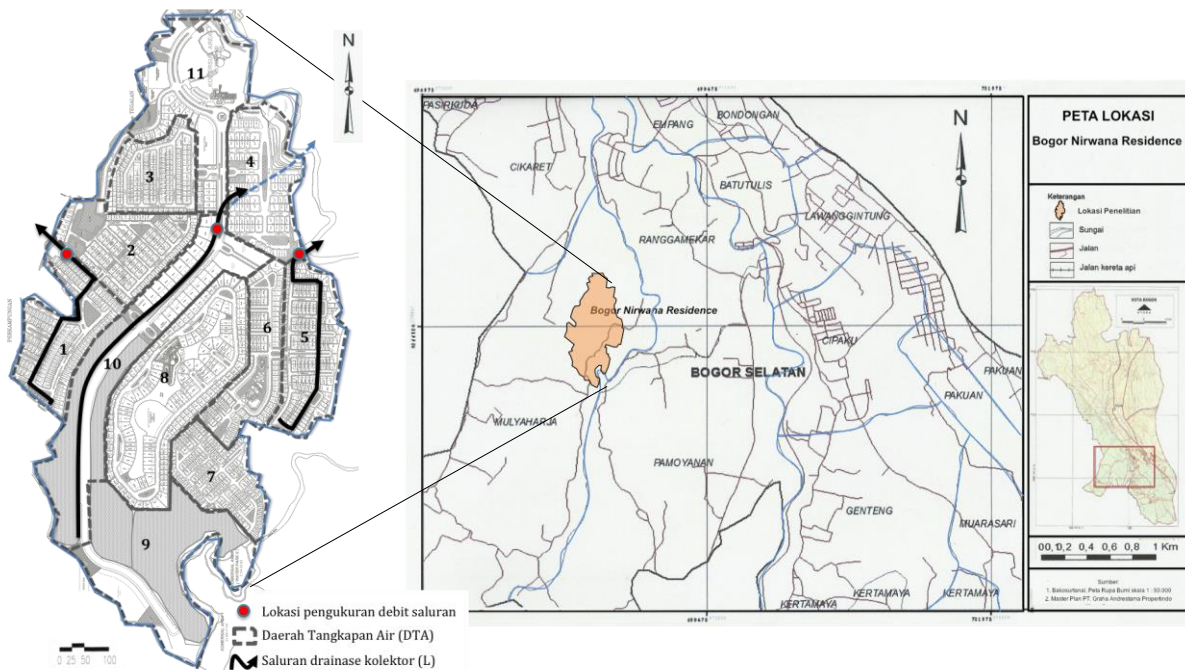 N
11
4
3
2
1
10
6
5
8
7
9
PERKAMPUNGAN
Lokasi pengukuran debit saluran
Daerah Tangkapan Air (DTA)
Saluran drainase kolektor (L)
0 25 50 100
PASIRKUDA
EMPANG
BONDONGAN
N
CIKARET
BATUTULIS
LAWANGGINTUNG
RANGGAMEKAR
Bogor Nirwana Residence
CIPAKU
BOGOR SELATAN
PAKUAN
MULYAHARJA
PAKUAN
PAMOYANAN
GENTENG
MUARASARI
KERTAMAYA
KERTAMAYA
KERTAMAYA
PETA LOKASI
Bogor Nirwana Residence
Keterangan
Lokasi Penelitian
Sungai
Jalan
Jalan kereta api
KOTA BOGOR
0 0,2 0,4 0,6 0,8 1 Km
Sumber:
1. Bakosurtanal, Peta Rupa Bumi skala 1 : 50.000
2. Master Plan PT. Graha Andrasentra Propertindo